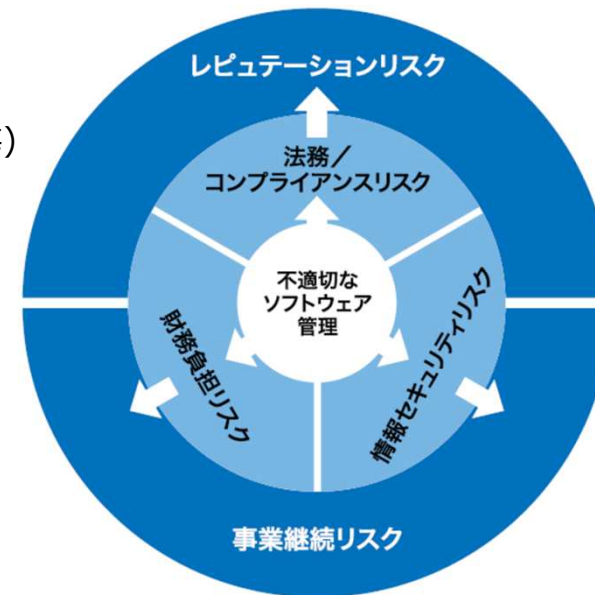 レピュテーションリスク
)
法務／
コンプライアンスリスク
不適切な
ソフトウェア
管理
財務負担リスク
情報セキュリティリスク
事業継続リスク